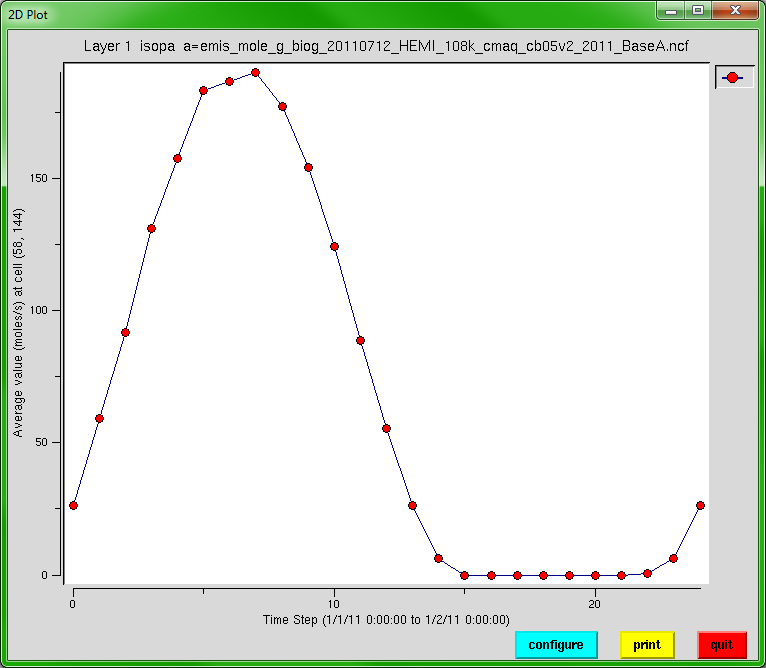 2D Plot
Layer 1 isopa a=emis_mole_g_biog_20110712_HEMI_108k_cmaq_cb05v2_2011_BaseA.ncf
Average value (moles/s) at cell (58, 144)
150
100
50
0
0 10 20
Time Step (1/1/11 0:00:00 to 1/2/11 0:00:00)
configure print quit